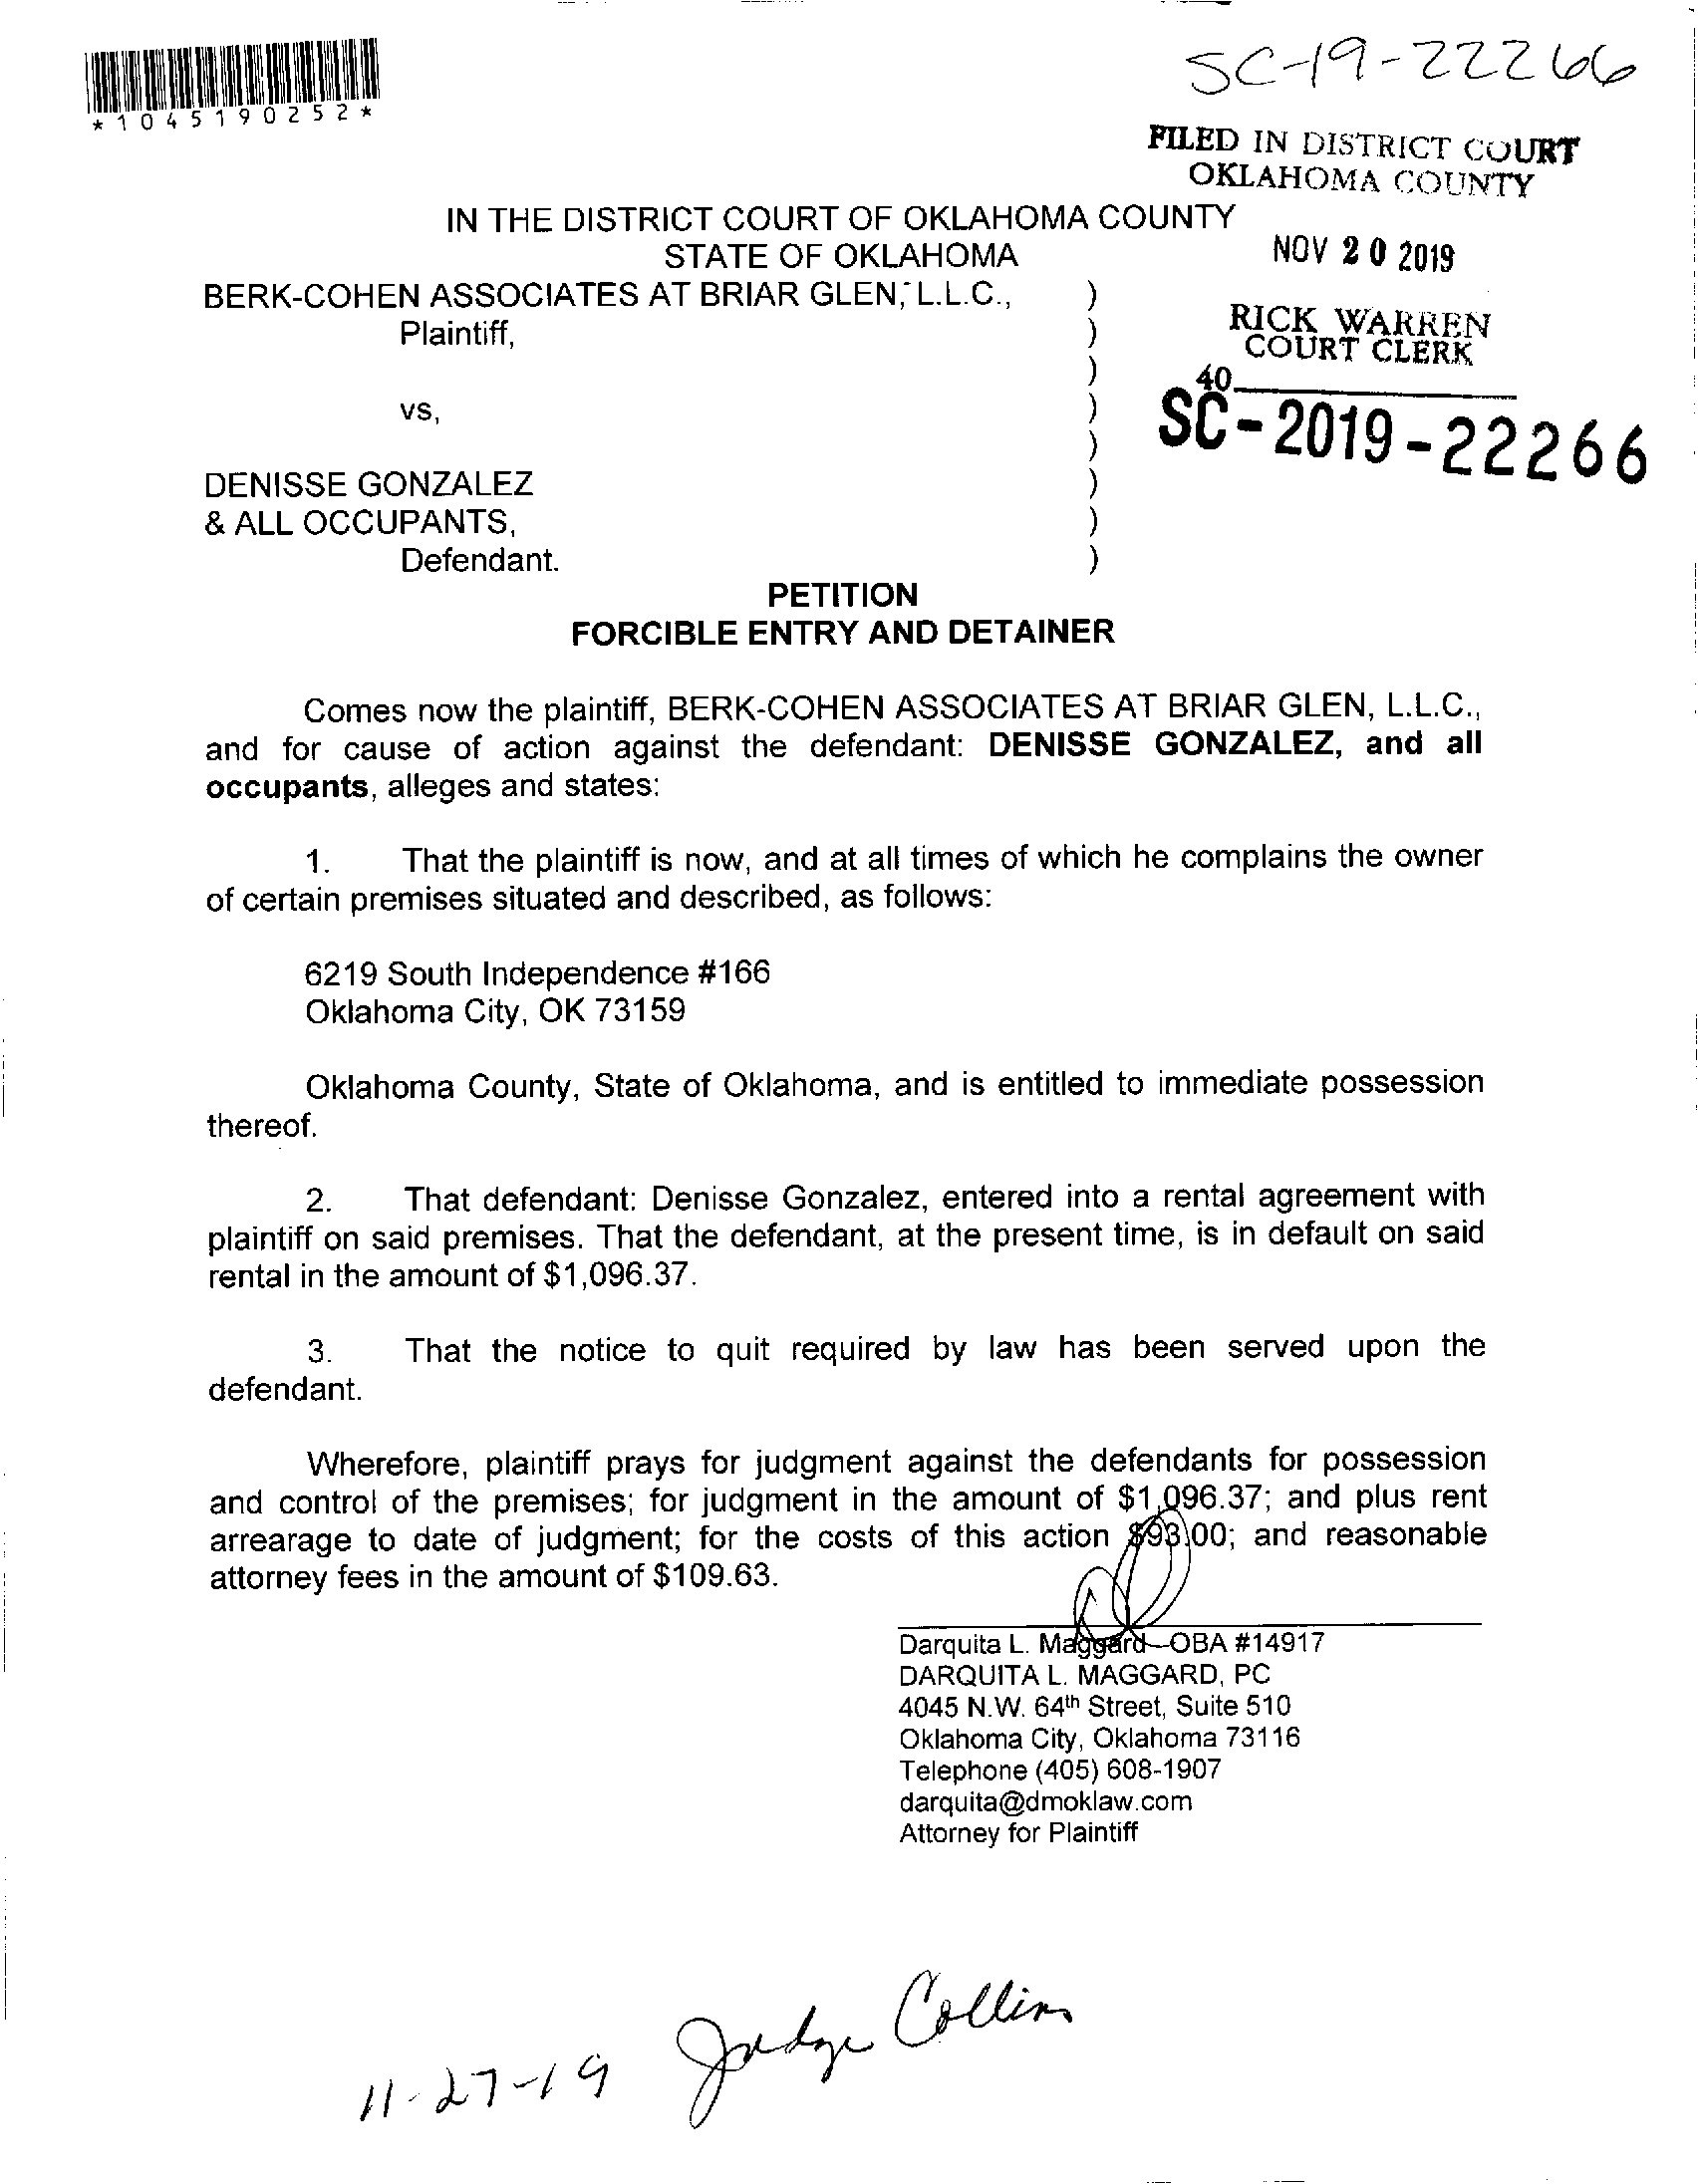 SC-19-22266
*1045190252*
FILED IN DISTRICT COURT
OKLAHOMA COUNTY
IN THE DISTRICT COURT OF OKLAHOMA COUNTY
STATE OF OKLAHOMA
NOV 20 2019
BERK-COHEN ASSOCIATES AT BRIAR GLEN, L.L.C., )
Plaintiff, )
RICK WARREN
COURT CLERK
)
40
vs, )
SC-2019-22266
)
DENISSE GONZALEZ )
& ALL OCCUPANTS, )
Defendant. )
PETITION
FORCIBLE ENTRY AND DETAINER
Comes now the plaintiff, BERK-COHEN ASSOCIATES AT BRIAR GLEN, L.L.C.,
and for cause of action against the defendant: DENISSE GONZALEZ, and all
occupants, alleges and states:
1. That the plaintiff is now, and at all times of which he complains the owner
of certain premises situated and described, as follows:
6219 South Independence #166
Oklahoma City, OK 73159
Oklahoma County, State of Oklahoma, and is entitled to immediate possession
thereof.
2. That defendant: Denisse Gonzalez, entered into a rental agreement with
plaintiff on said premises. That the defendant, at the present time, is in default on said
rental in the amount of $1,096.37.
3. That the notice to quit required by law has been served upon the
defendant.
Wherefore, plaintiff prays for judgment against the defendants for possession
and control of the premises; for judgment in the amount of $1,096.37; and plus rent
arrearage to date of judgment; for the costs of this action $93.00; and reasonable
attorney fees in the amount of $109.63.
Darquita L. Maggard OBA #14917
DARQUITA L. MAGGARD, PC
4045 N.W. 64th Street, Suite 510
Oklahoma City, Oklahoma 73116
Telephone (405) 608-1907
darquita@dmoklaw.com
Attorney for Plaintiff
11-27-19 Judge Collins